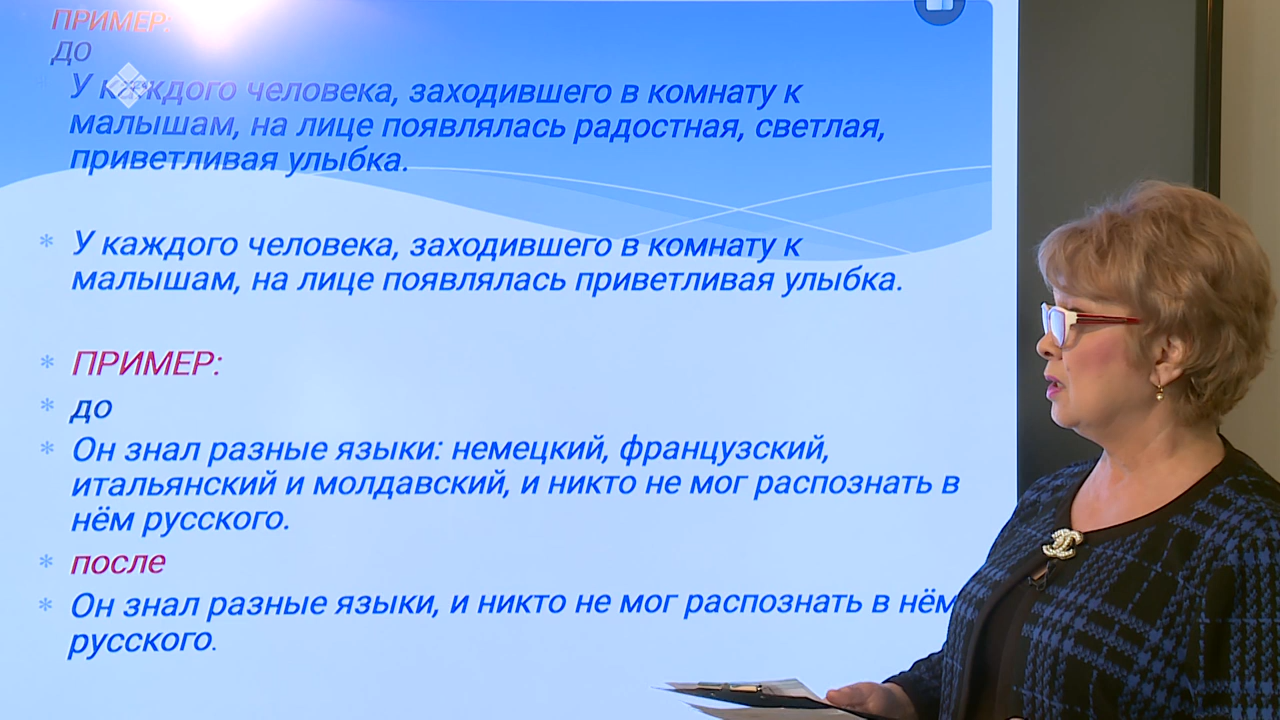 ПРИМЕР:
ДО
У каждого человека, заходившего в комнату к
малышам, на лице появлялась радостная, светлая,
приветливая улыбка.
* У каждого человека, заходившего в комнату к
малышам, на лице появлялась приветливая улыбка.
* ПРИМЕР:
* до
* Он знал разные языки: немецкий, французский,
итальянский и молдавский, и никто не мог распознать в
нём русского.
* после
* Он знал разные языки, и никто не мог распознать в нём
русского.